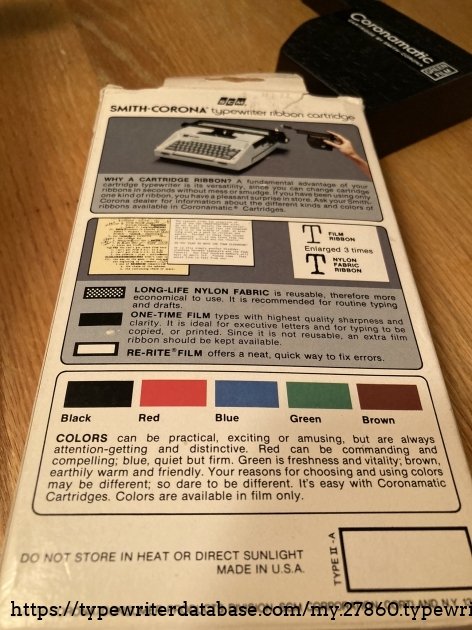 Coronamatic
SCM
SMITH-CORONA® typewriter ribbon cartridge
WHY A CARTRIDGE RIBBON? A fundamental advantage of your
cartridge typewriter is its versatility, since you can change cartridge
ribbons in seconds without mess or smudge. If you have been using only
one type of ribbon, you have a pleasant surprise in store. Ask your Smith-
Corona dealer for information about the different kinds and colors of
ribbons available in Coronamatic® Cartridges.
T FILM
RIBBON
Enlarged 3 times
T NYLON
FABRIC
RIBBON
LONG-LIFE NYLON FABRIC is reusable, therefore more
economical to use. It is recommended for routine typing
and drafts.
ONE-TIME FILM types with highest quality sharpness and
clarity. It is ideal for executive letters and for typing to be
copied, or printed. Since it is not reusable, an extra film
ribbon should be kept available.
RE-RITE® FILM offers a neat, quick way to fix errors.
Black Red Blue Green Brown
COLORS can be practical, exciting or amusing, but are always
attention-getting and distinctive. Red can be commanding and
compelling; blue, quiet but firm. Green is freshness and vitality; brown,
earthily warm and friendly. Your reasons for choosing and using colors
may be different; so dare to be different. It's easy with Coronamatic
Cartridges. Colors are available in film only.
DO NOT STORE IN HEAT OR DIRECT SUNLIGHT
MADE IN U.S.A.
TYPE II-A
https://typewriterdatabase.com/my.27860.typewri